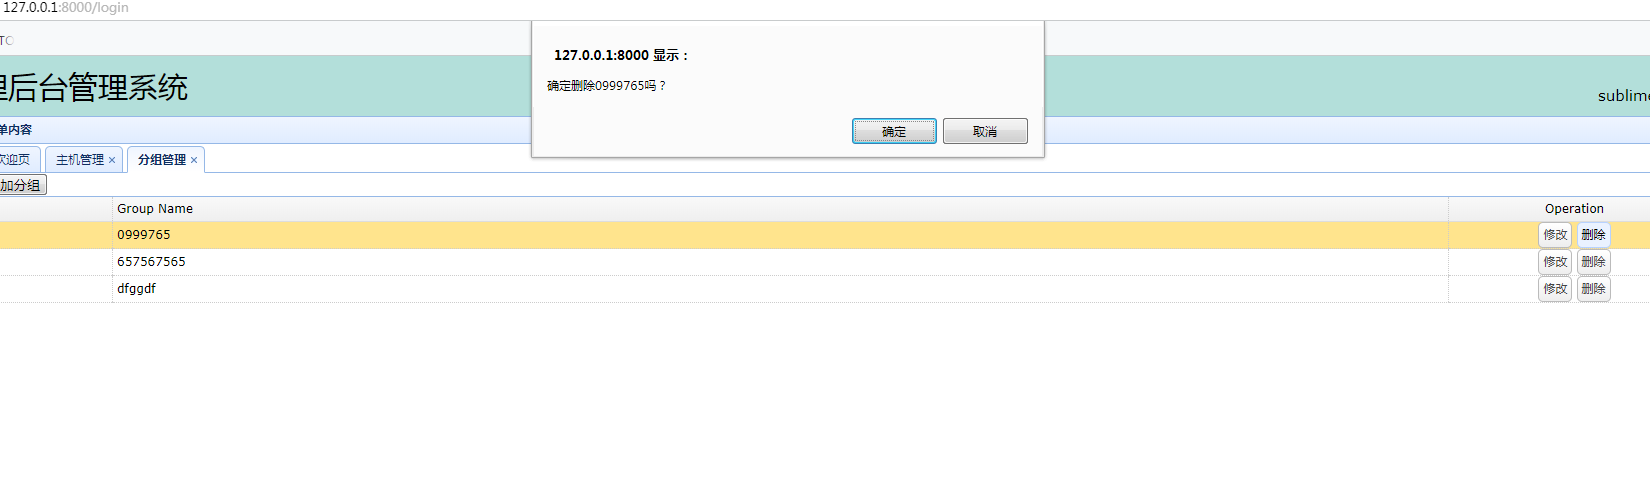 127.0.0.1:8000/login
TO
127.0.0.1:8000 显示：
确定删除0999765吗？
确定 取消
理后台管理系统
sublime
单内容
欢迎页 主机管理 × 分组管理 ×
加分组
Group Name Operation
0999765 修改 删除
657567565 修改 删除
dfggdf 修改 删除